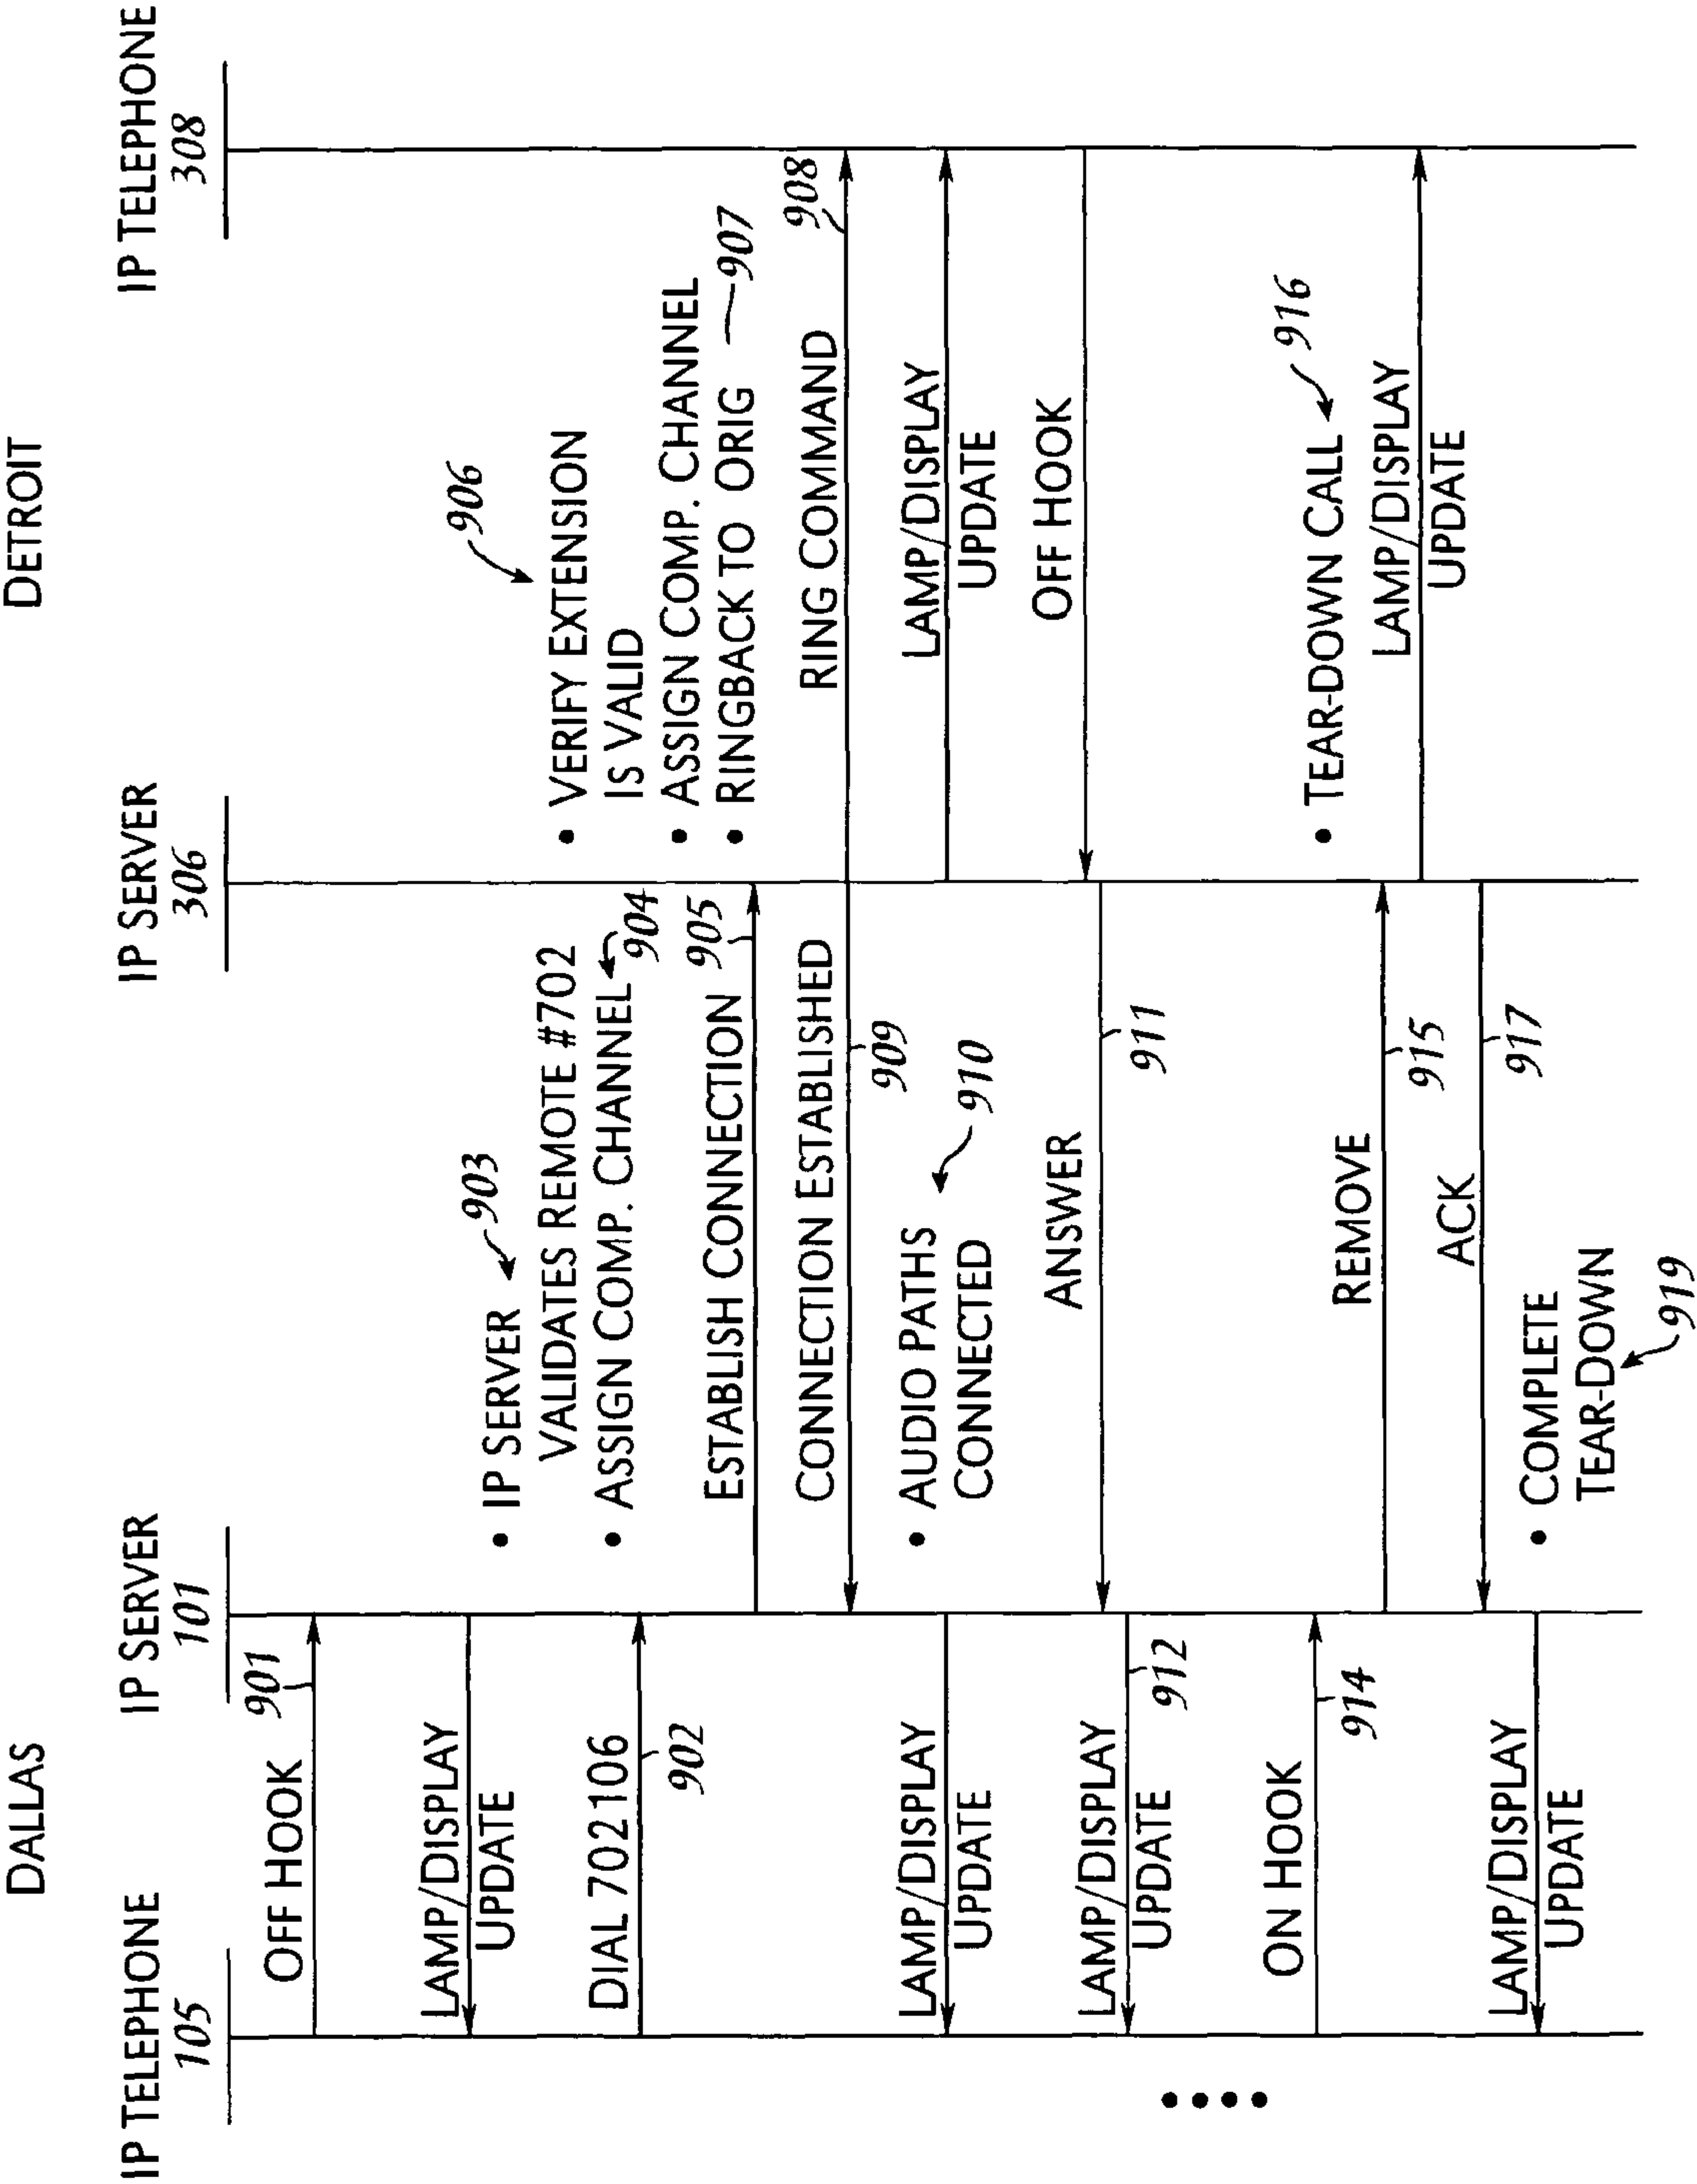 DALLAS
DETROIT
IP TELEPHONE
105
IP SERVER
101
IP SERVER
306
IP TELEPHONE
308
OFF HOOK
901
LAMP/DISPLAY
UPDATE
DIAL 702 106
902
• IP SERVER
903
VALIDATES REMOTE #702
• ASSIGN COMP. CHANNEL
904
ESTABLISH CONNECTION
905
• VERIFY EXTENSION
IS VALID
906
• ASSIGN COMP. CHANNEL
• RINGBACK TO ORIG
907
RING COMMAND
908
CONNECTION ESTABLISHED
909
• AUDIO PATHS
CONNECTED
910
LAMP/DISPLAY
UPDATE
LAMP/DISPLAY
UPDATE
OFF HOOK
ANSWER
911
LAMP/DISPLAY
UPDATE
912
ON HOOK
914
REMOVE
915
• TEAR-DOWN CALL
916
LAMP/DISPLAY
UPDATE
ACK
917
• COMPLETE
TEAR-DOWN
919
LAMP/DISPLAY
UPDATE